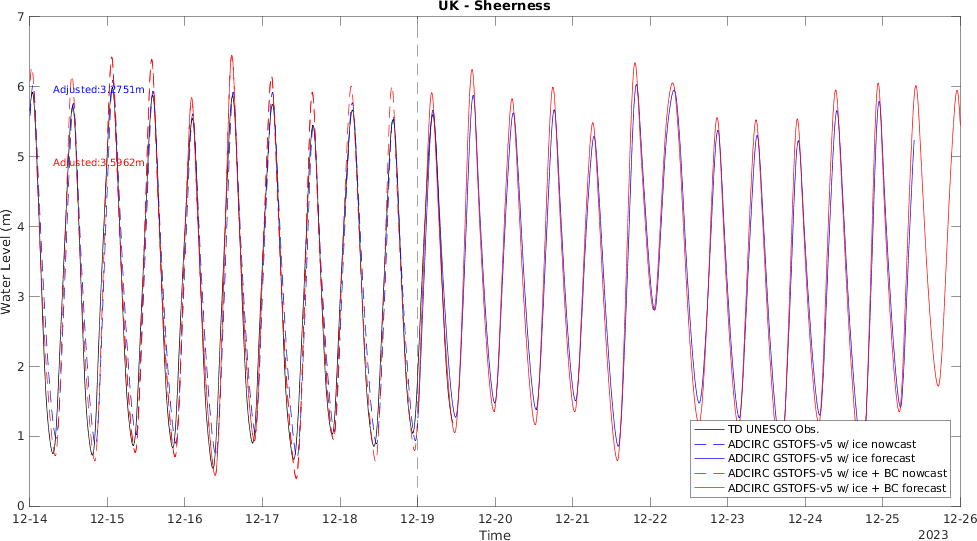 UK - Sheerness
7
6
5
4
3
2
1
0
Water Level (m)
Adjusted:3.2751m
Adjusted:3.5962m
TD UNESCO Obs.
ADCIRC GSTOFS-v5 w/ ice nowcast
ADCIRC GSTOFS-v5 w/ ice forecast
ADCIRC GSTOFS-v5 w/ ice + BC nowcast
ADCIRC GSTOFS-v5 w/ ice + BC forecast
12-14 12-15 12-16 12-17 12-18 12-19 12-20 12-21 12-22 12-23 12-24 12-25 12-26
Time
2023